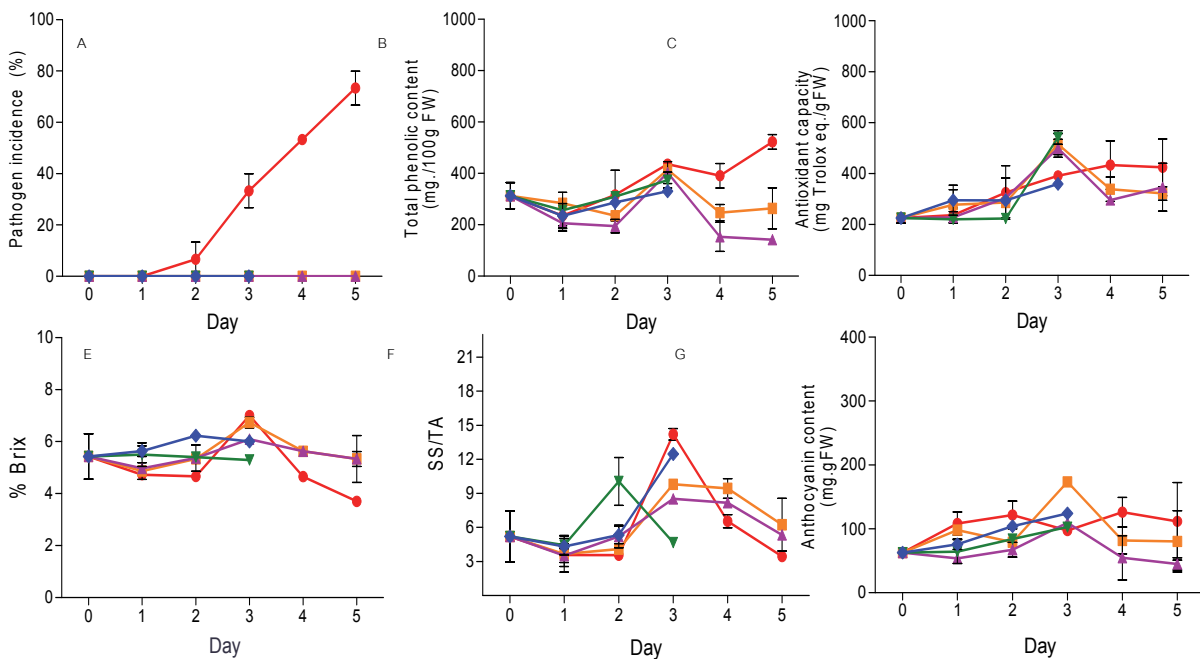 A
Pathogen incidence (%)
100
80
60
40
20
0
0 1 2 3 4 5
Day
B
Total phenolic content
(mg./100g FW)
1000
800
600
400
200
0
0 1 2 3 4 5
Day
C
Antioxidant capacity
(mg Trolox eq./gFW)
1000
800
600
400
200
0
0 1 2 3 4 5
Day
E
% Brix
10
8
6
4
2
0
0 1 2 3 4 5
Day
F
SS/TA
21
18
15
12
9
6
3
0 1 2 3 4 5
Day
G
Anthocyanin content
(mg.gFW)
400
300
200
100
0
0 1 2 3 4 5
Day